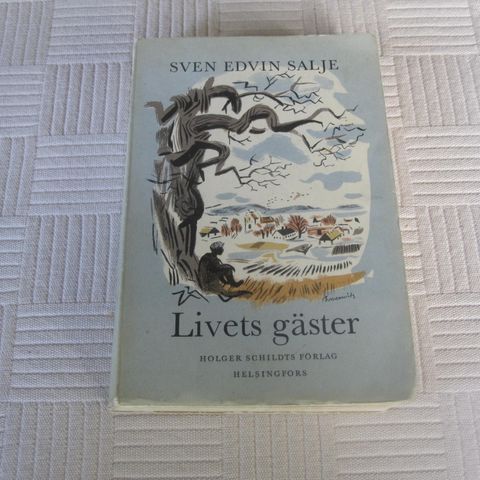 SVEN EDVIN SALJE
Livets gäster
HOLGER SCHILDTS FÖRLAG
HELSINGFORS